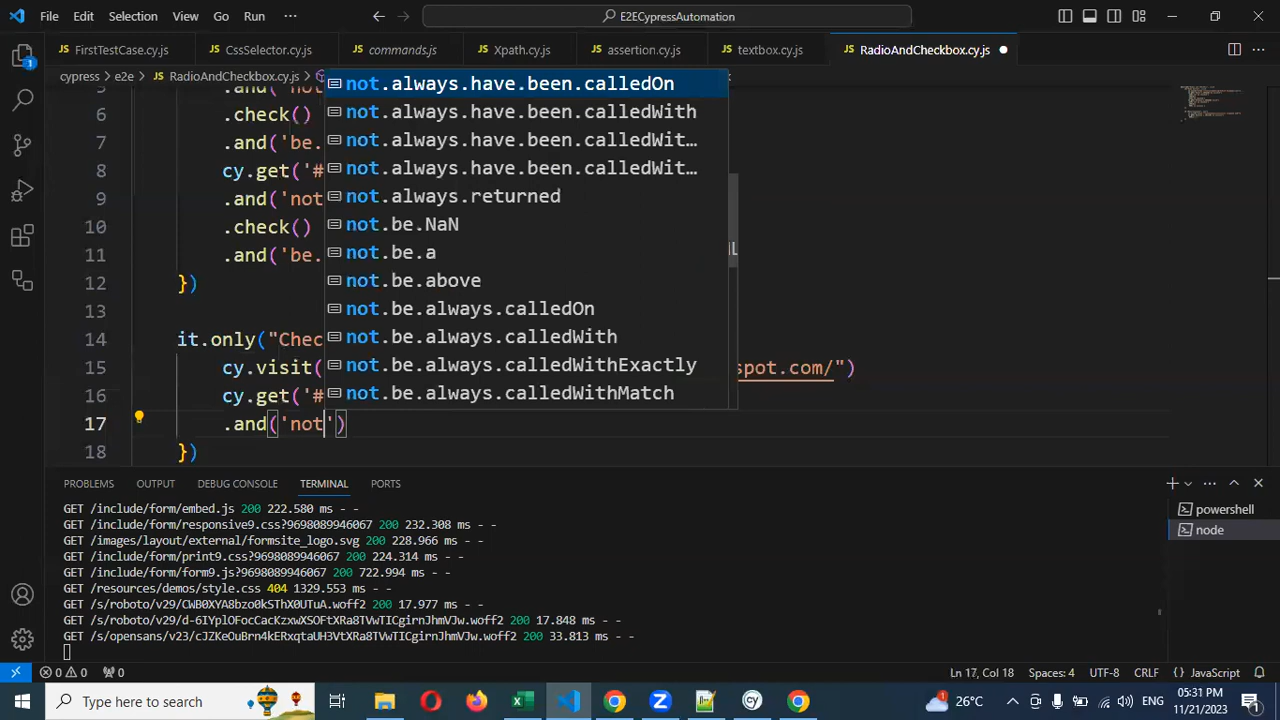 File Edit Selection View Go Run ··· E2ECypressAutomation
FirstTestCase.cy.js CssSelector.cy.js commands.js Xpath.cy.js assertion.cy.js textbox.cy.js RadioAndCheckbox.cy.js
cypress > e2e > RadioAndCheckbox.cy.js
not.always.have.been.calledOn
not.always.have.been.calledWith
not.always.have.been.calledWit…
not.always.have.been.calledWit…
not.always.returned
not.be.NaN
not.be.a
not.be.above
not.be.always.calledOn
not.be.always.calledWith
not.be.always.calledWithExactly
not.be.always.calledWithMatch
5 .and('not
6 .check()
7 .and('be.
8 cy.get('#
9 .and('not
10 .check()
11 .and('be.
12 })
13
14 it.only("Chec
15 cy.visit( spot.com/")
16 cy.get('#
17 .and('not')
18 })
PROBLEMS OUTPUT DEBUG CONSOLE TERMINAL PORTS
GET /include/form/embed.js 200 222.580 ms - -
GET /include/form/responsive9.css?9698089946067 200 232.308 ms - -
GET /images/layout/external/formsite_logo.svg 200 228.966 ms - -
GET /include/form/print9.css?9698089946067 200 224.314 ms - -
GET /include/form/form9.js?9698089946067 200 722.994 ms - -
GET /resources/demos/style.css 404 1329.553 ms - -
GET /s/roboto/v29/CWB0XYA8bzo0kSThX0UTuA.woff2 200 17.977 ms - -
GET /s/roboto/v29/d-6IYplOFocCacKzxwXSOFtXRa8TVwTICgirnJhmVJw.woff2 200 17.848 ms - -
GET /s/opensans/v23/cJZKeOuBrn4kERxqtaUH3VtXRa8TVwTICgirnJhmVJw.woff2 200 33.813 ms - -
powershell
node
0 0 0 Ln 17, Col 18 Spaces: 4 UTF-8 CRLF JavaScript
Type here to search 26°C ENG 05:31 PM 11/21/2023